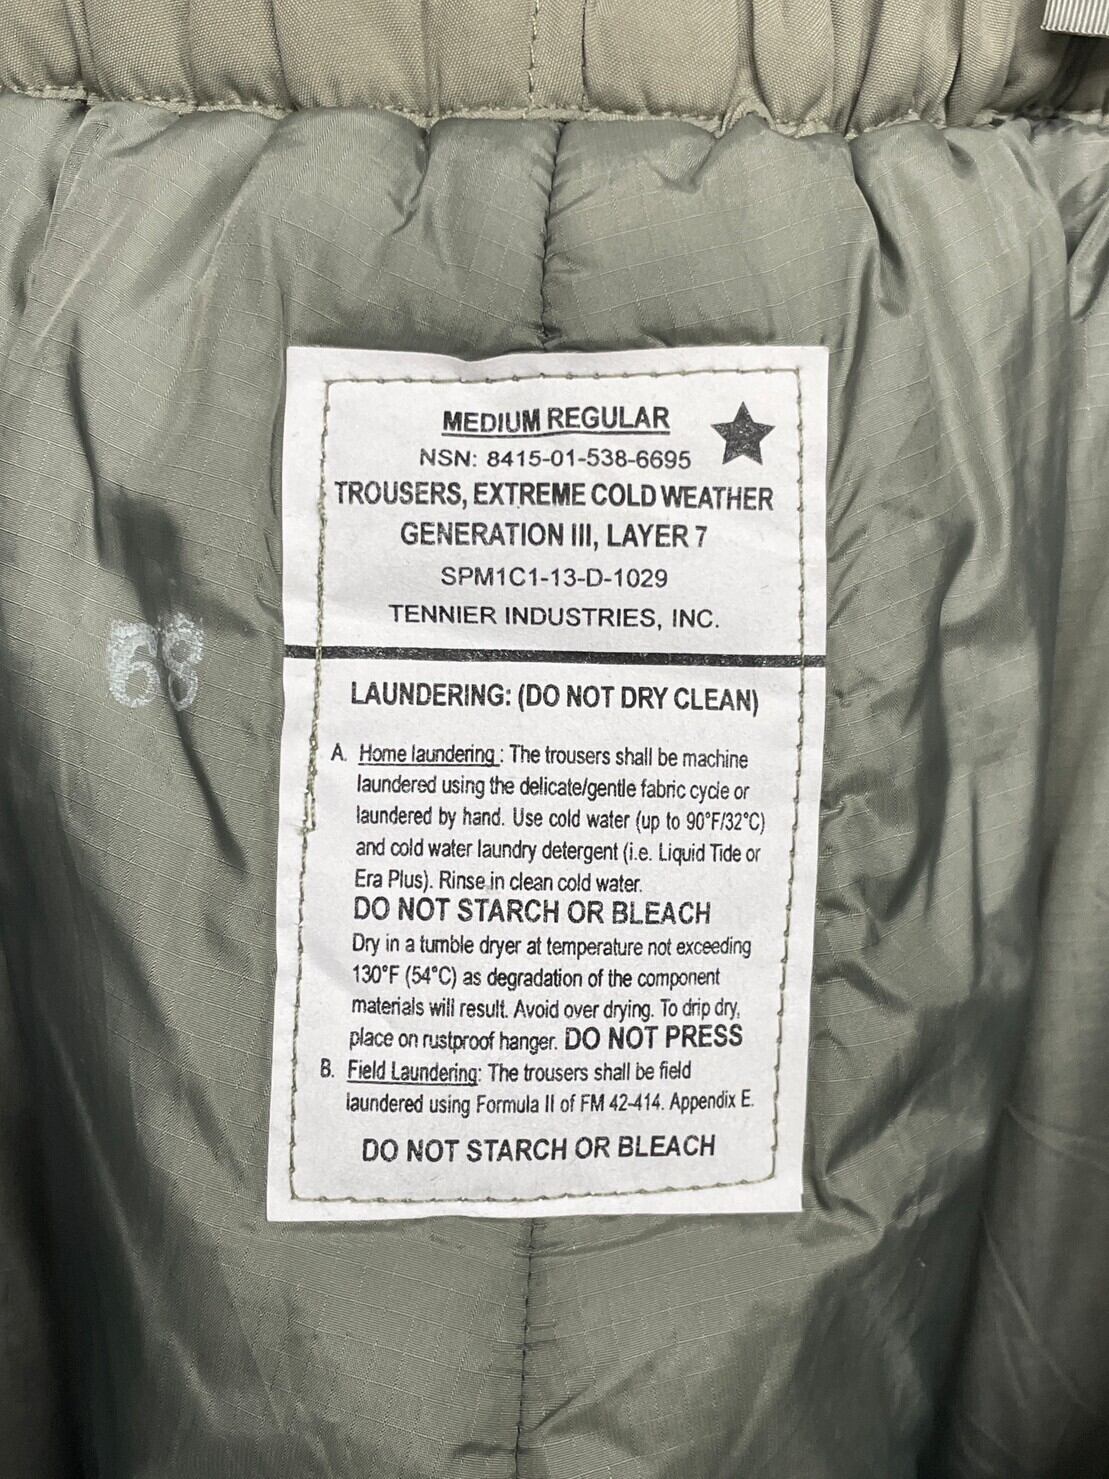 MEDIUM REGULAR
NSN: 8415-01-538-6695
TROUSERS, EXTREME COLD WEATHER
GENERATION III, LAYER 7
SPM1C1-13-D-1029
TENNIER INDUSTRIES, INC.
68
LAUNDERING: (DO NOT DRY CLEAN)
A. Home laundering : The trousers shall be machine
laundered using the delicate/gentle fabric cycle or
laundered by hand. Use cold water (up to 90°F/32°C)
and cold water laundry detergent (i.e. Liquid Tide or
Era Plus). Rinse in clean cold water.
DO NOT STARCH OR BLEACH
Dry in a tumble dryer at temperature not exceeding
130°F (54°C) as degradation of the component
materials will result. Avoid over drying. To drip dry,
place on rustproof hanger. DO NOT PRESS
B. Field Laundering: The trousers shall be field
laundered using Formula II of FM 42-414. Appendix E.
DO NOT STARCH OR BLEACH